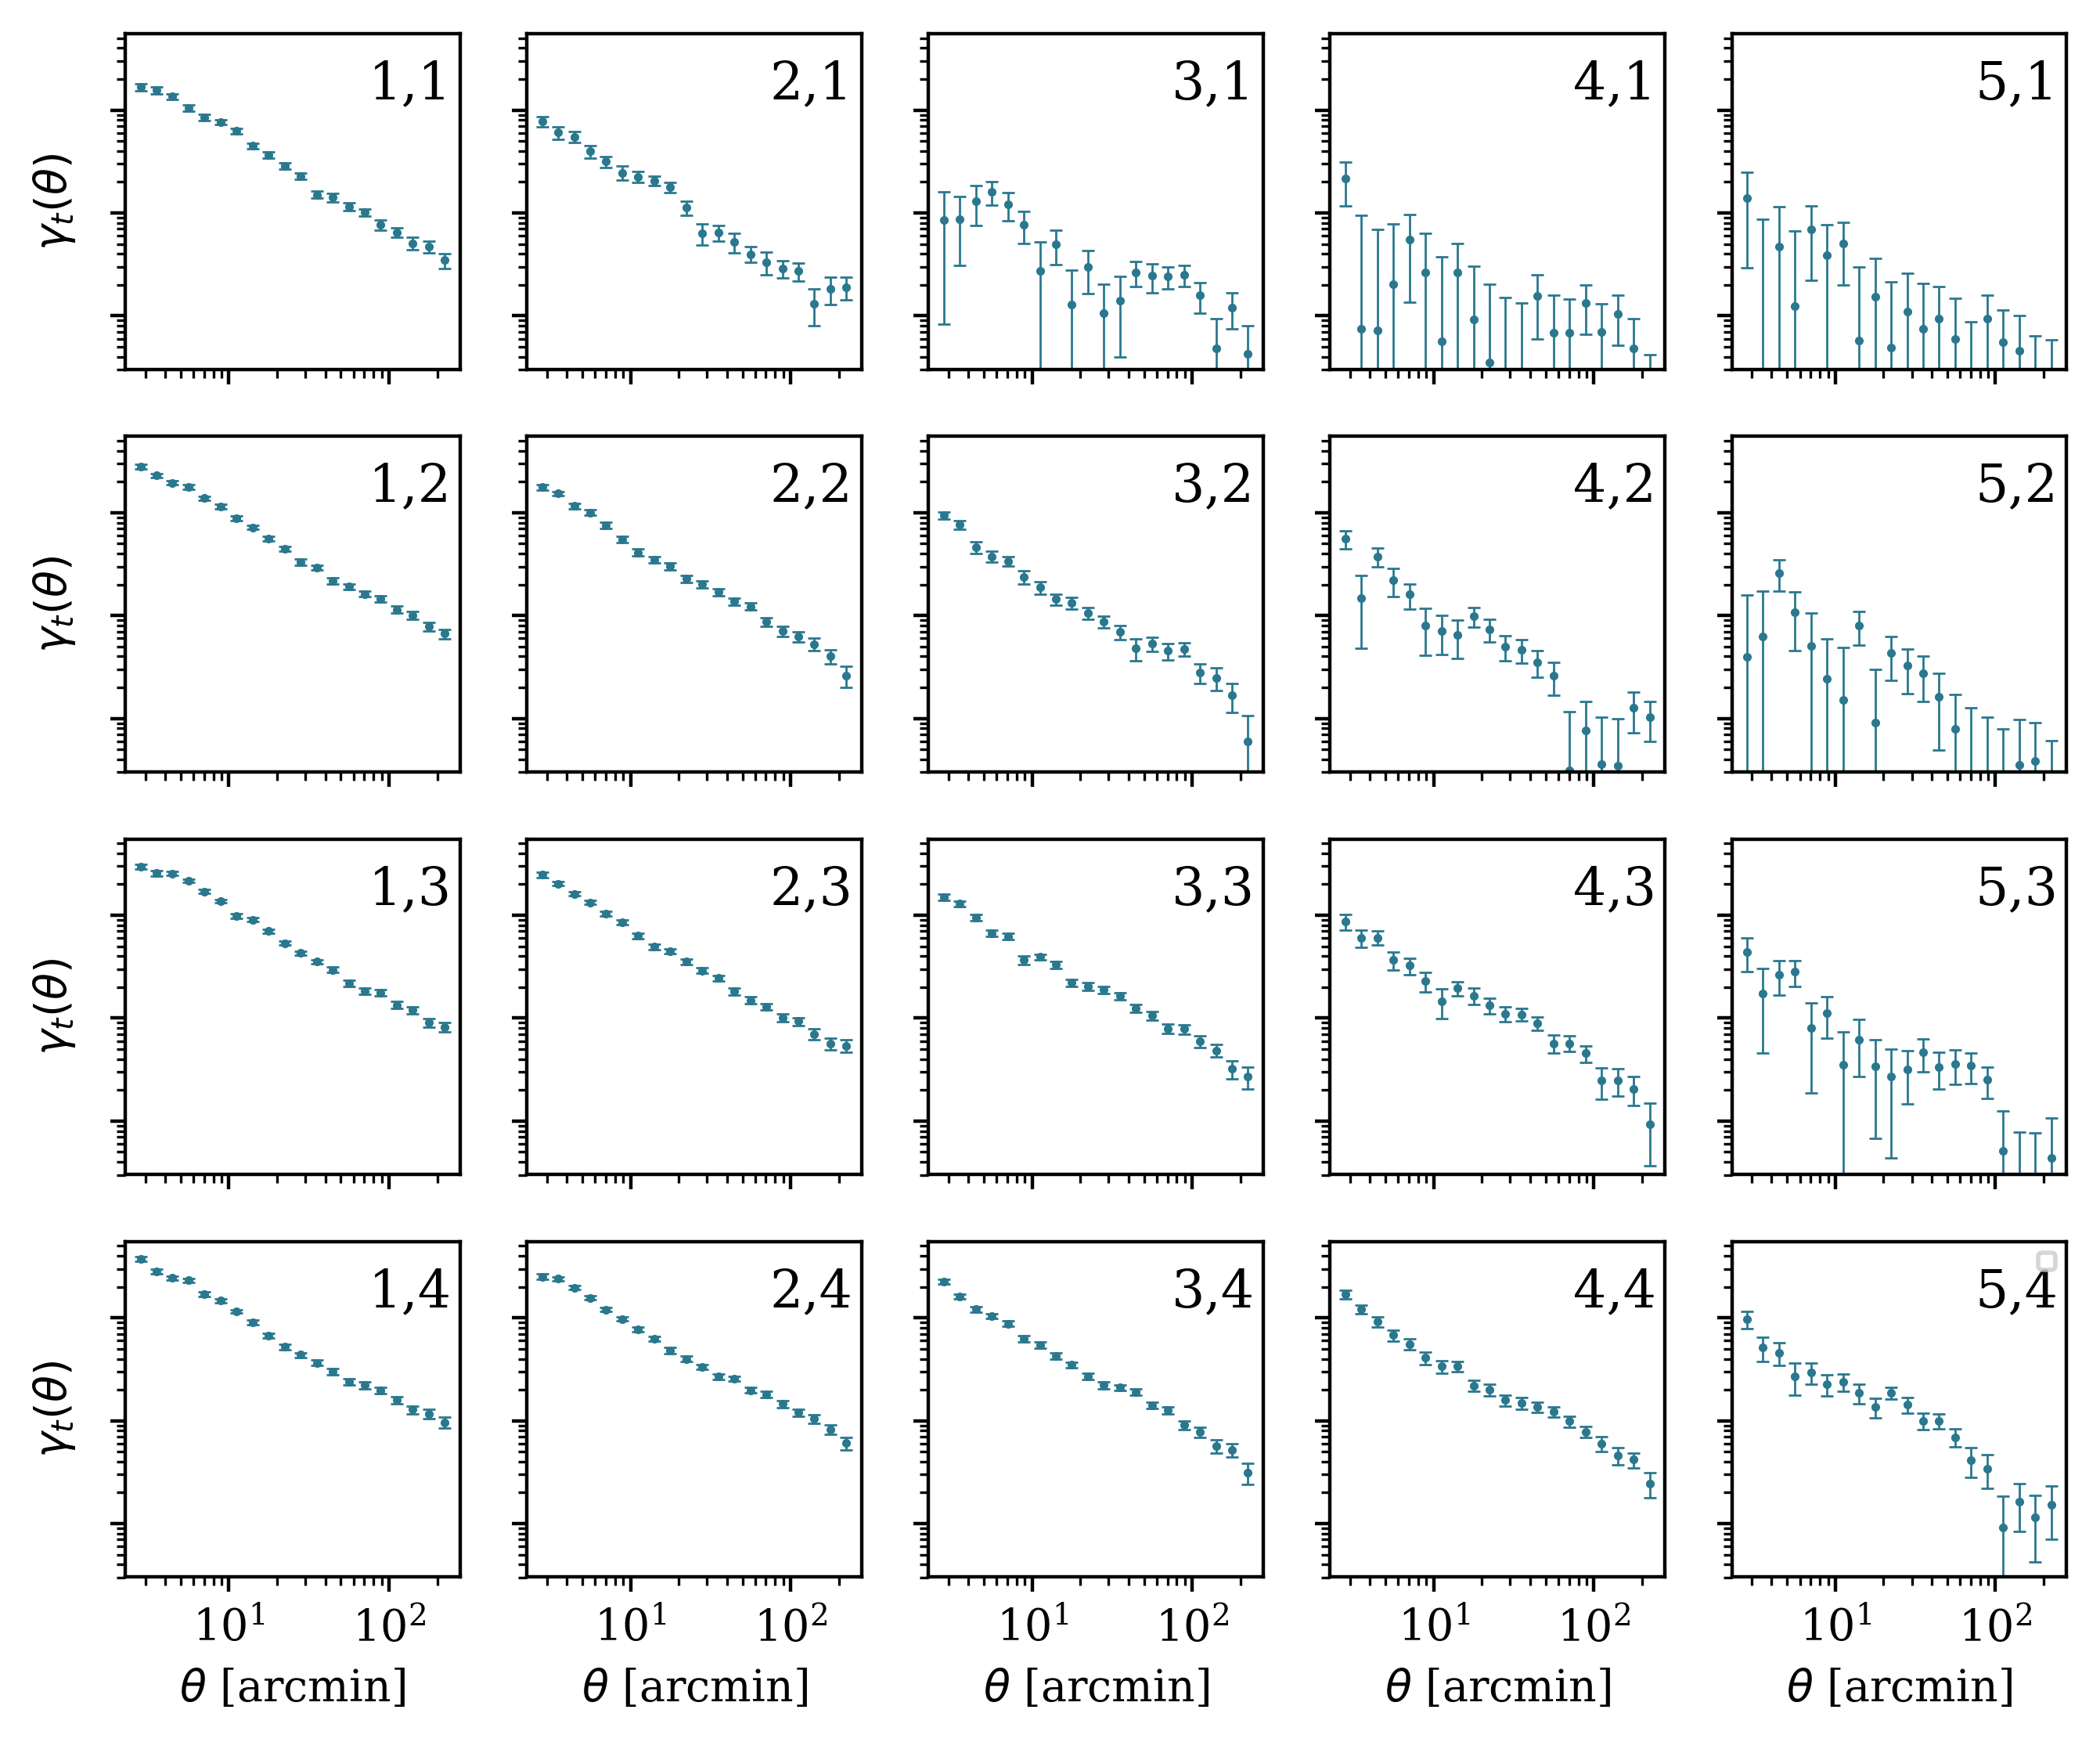 1,1
2,1
3,1
4,1
5,1
γt(θ)
1,2
2,2
3,2
4,2
5,2
γt(θ)
1,3
2,3
3,3
4,3
5,3
γt(θ)
1,4
2,4
3,4
4,4
5,4
γt(θ)
10¹ 10²
10¹ 10²
10¹ 10²
10¹ 10²
10¹ 10²
θ [arcmin]
θ [arcmin]
θ [arcmin]
θ [arcmin]
θ [arcmin]